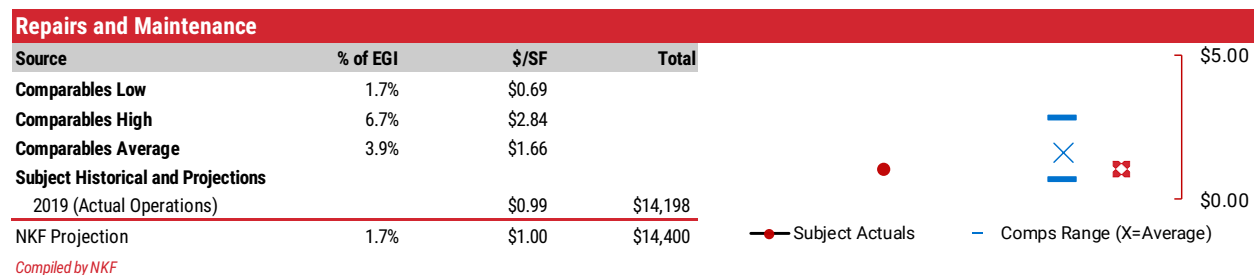 Repairs and Maintenance
Source % of EGI $/SF Total
Comparables Low 1.7% $0.69
Comparables High 6.7% $2.84
Comparables Average 3.9% $1.66
Subject Historical and Projections
2019 (Actual Operations) $0.99 $14,198
NKF Projection 1.7% $1.00 $14,400
Compiled by NKF
$5.00
$0.00
Subject Actuals Comps Range (X=Average)